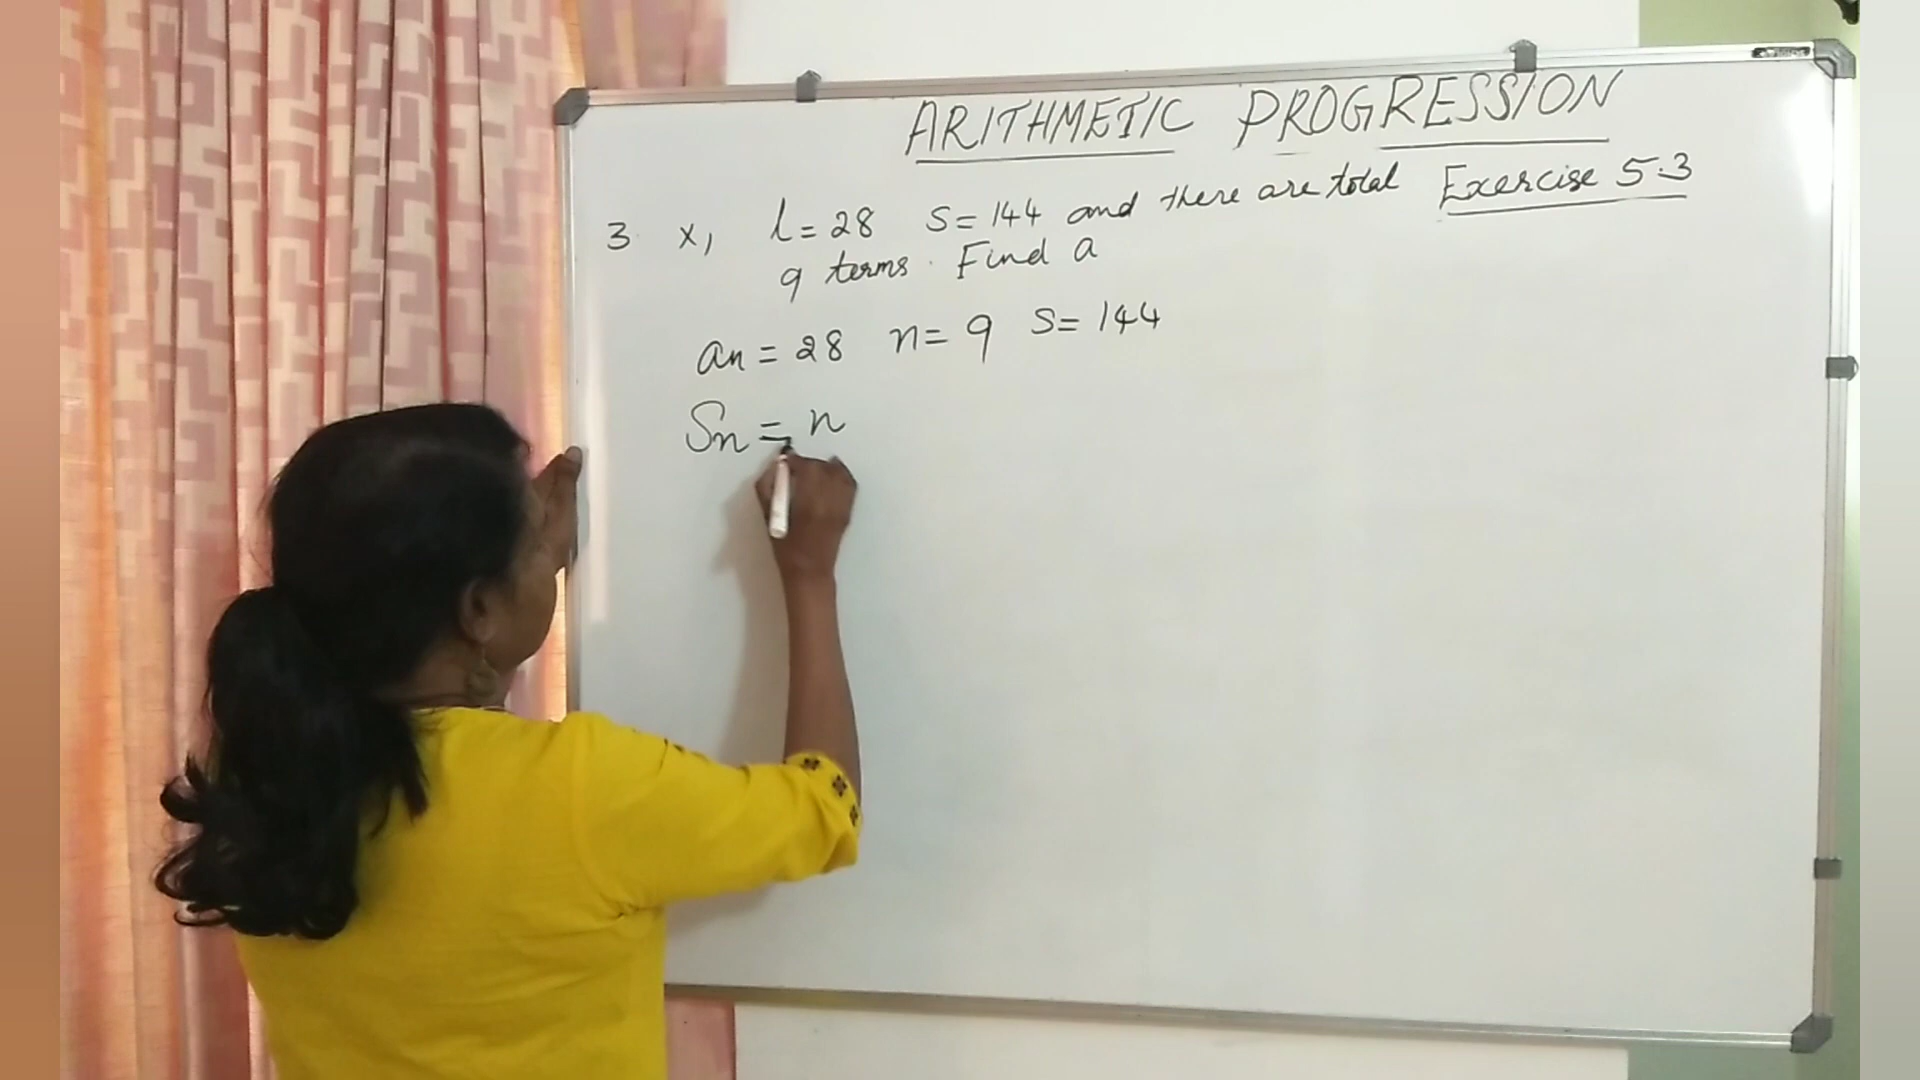 ARITHMETIC PROGRESSION
Exercise 5.3
3 x, l = 28 S = 144 and there are total
9 terms. Find a
an = 28 n = 9 S = 144
Sn = n